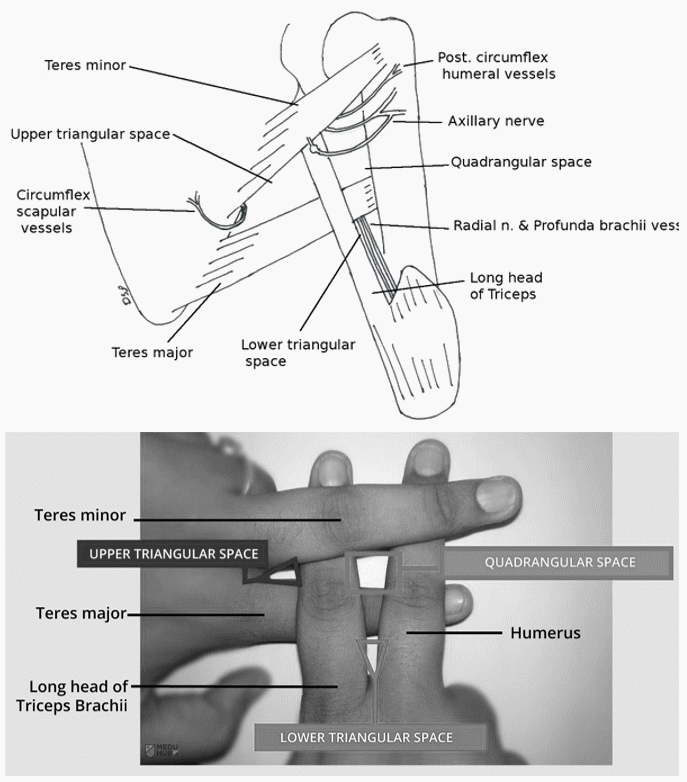 Teres minor
Post. circumflex
humeral vessels
Upper triangular space
Axillary nerve
Quadrangular space
Circumflex
scapular
vessels
Radial n. & Profunda brachii vess
Long head
of Triceps
Lower triangular
space
Teres major
Teres minor
UPPER TRIANGULAR SPACE
QUADRANGULAR SPACE
Teres major
Humerus
Long head of
Triceps Brachii
LOWER TRIANGULAR SPACE
MEDU
HUB